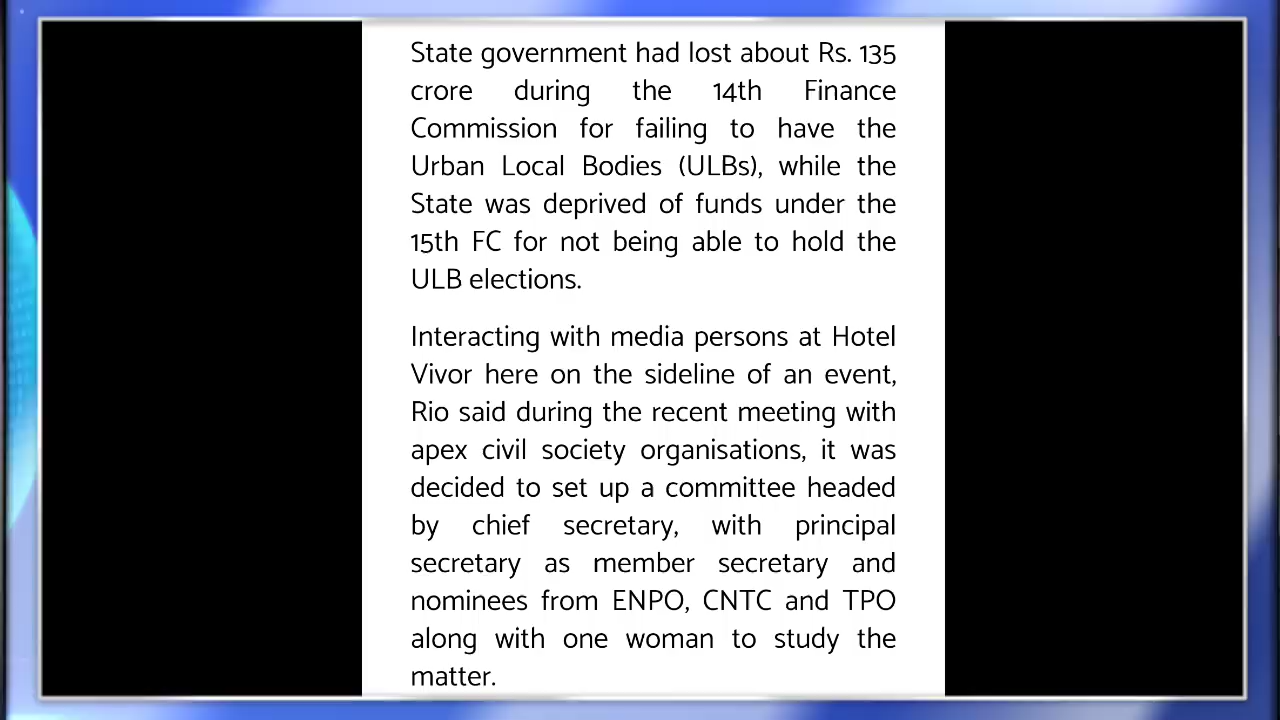 State government had lost about Rs. 135
crore during the 14th Finance
Commission for failing to have the
Urban Local Bodies (ULBs), while the
State was deprived of funds under the
15th FC for not being able to hold the
ULB elections.
Interacting with media persons at Hotel
Vivor here on the sideline of an event,
Rio said during the recent meeting with
apex civil society organisations, it was
decided to set up a committee headed
by chief secretary, with principal
secretary as member secretary and
nominees from ENPO, CNTC and TPO
along with one woman to study the
matter.